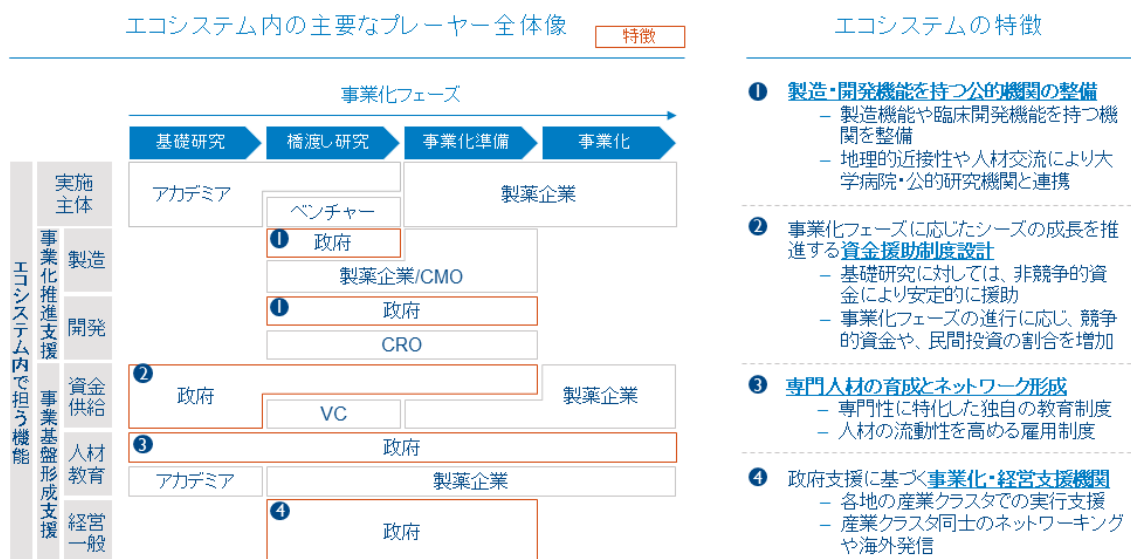 エコシステム内の主要なプレーヤー全体像
特徴
事業化フェーズ
基礎研究
橋渡し研究
事業化準備
事業化
エコシステム内で担う機能
実施
主体
アカデミア
ベンチャー
製薬企業
事業化推進支援
製造
❶ 政府
製薬企業/CMO
開発
❶ 政府
CRO
事業基盤形成支援
資金
供給
❷ 政府
VC
製薬企業
人材
教育
❸ 政府
アカデミア
製薬企業
経営
一般
❹ 政府
エコシステムの特徴
❶ 製造・開発機能を持つ公的機関の整備
– 製造機能や臨床開発機能を持つ機
関を整備
– 地理的近接性や人材交流により大
学病院・公的研究機関と連携
❷ 事業化フェーズに応じたシーズの成長を推
進する資金援助制度設計
– 基礎研究に対しては、非競争的資
金により安定的に援助
– 事業化フェーズの進行に応じ、競争
的資金や、民間投資の割合を増加
❸ 専門人材の育成とネットワーク形成
– 専門性に特化した独自の教育制度
– 人材の流動性を高める雇用制度
❹ 政府支援に基づく事業化・経営支援機関
– 各地の産業クラスタでの実行支援
– 産業クラスタ同士のネットワーキング
や海外発信